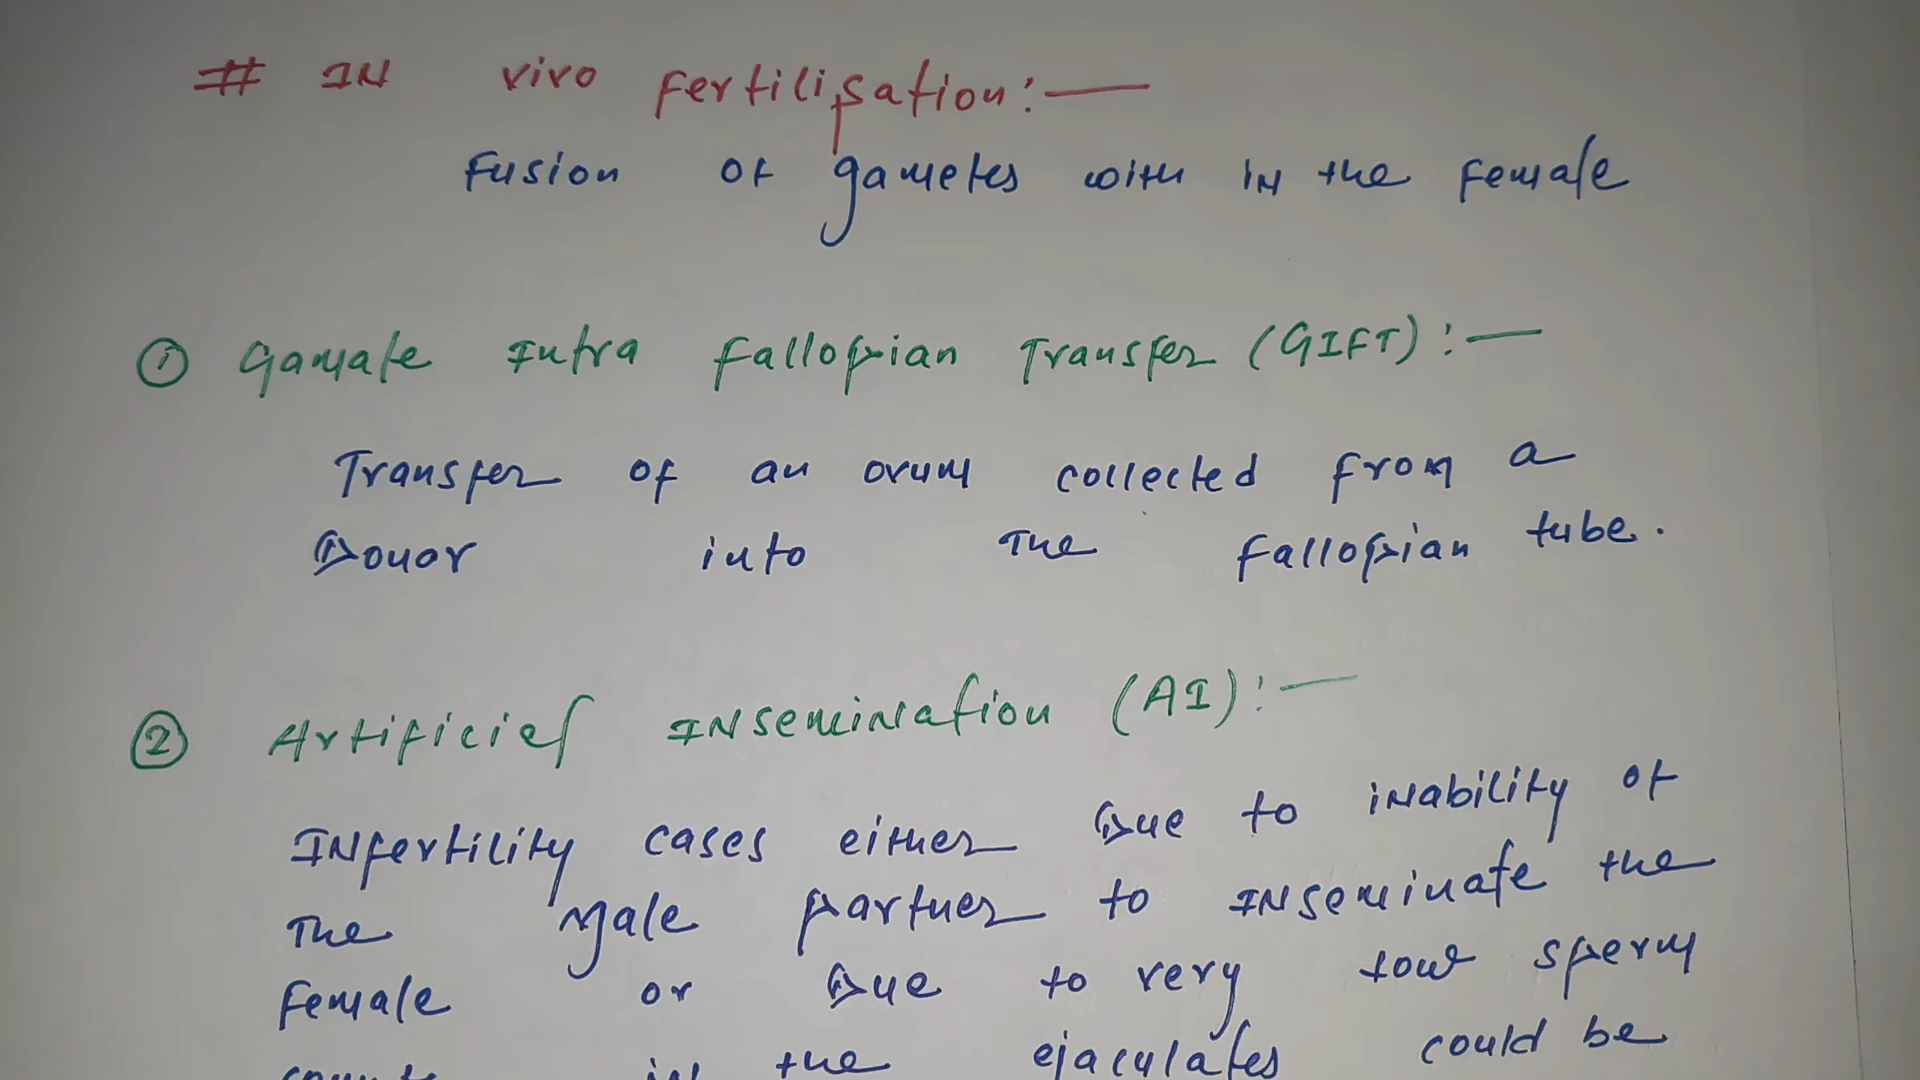 # IN vivo Fertilisation:—
Fusion of gametes with in the Female
① Gamate Intra Fallopian Transfer (GIFT):—
Transfer of an ovum collected from a
Donor into The Fallopian tube.
② Artificial INsemination (AI):—
INfertility cases either Due to inability of
The Male partner to INseminate the
Female or Due to very low sperm
counts in the ejaculates could be